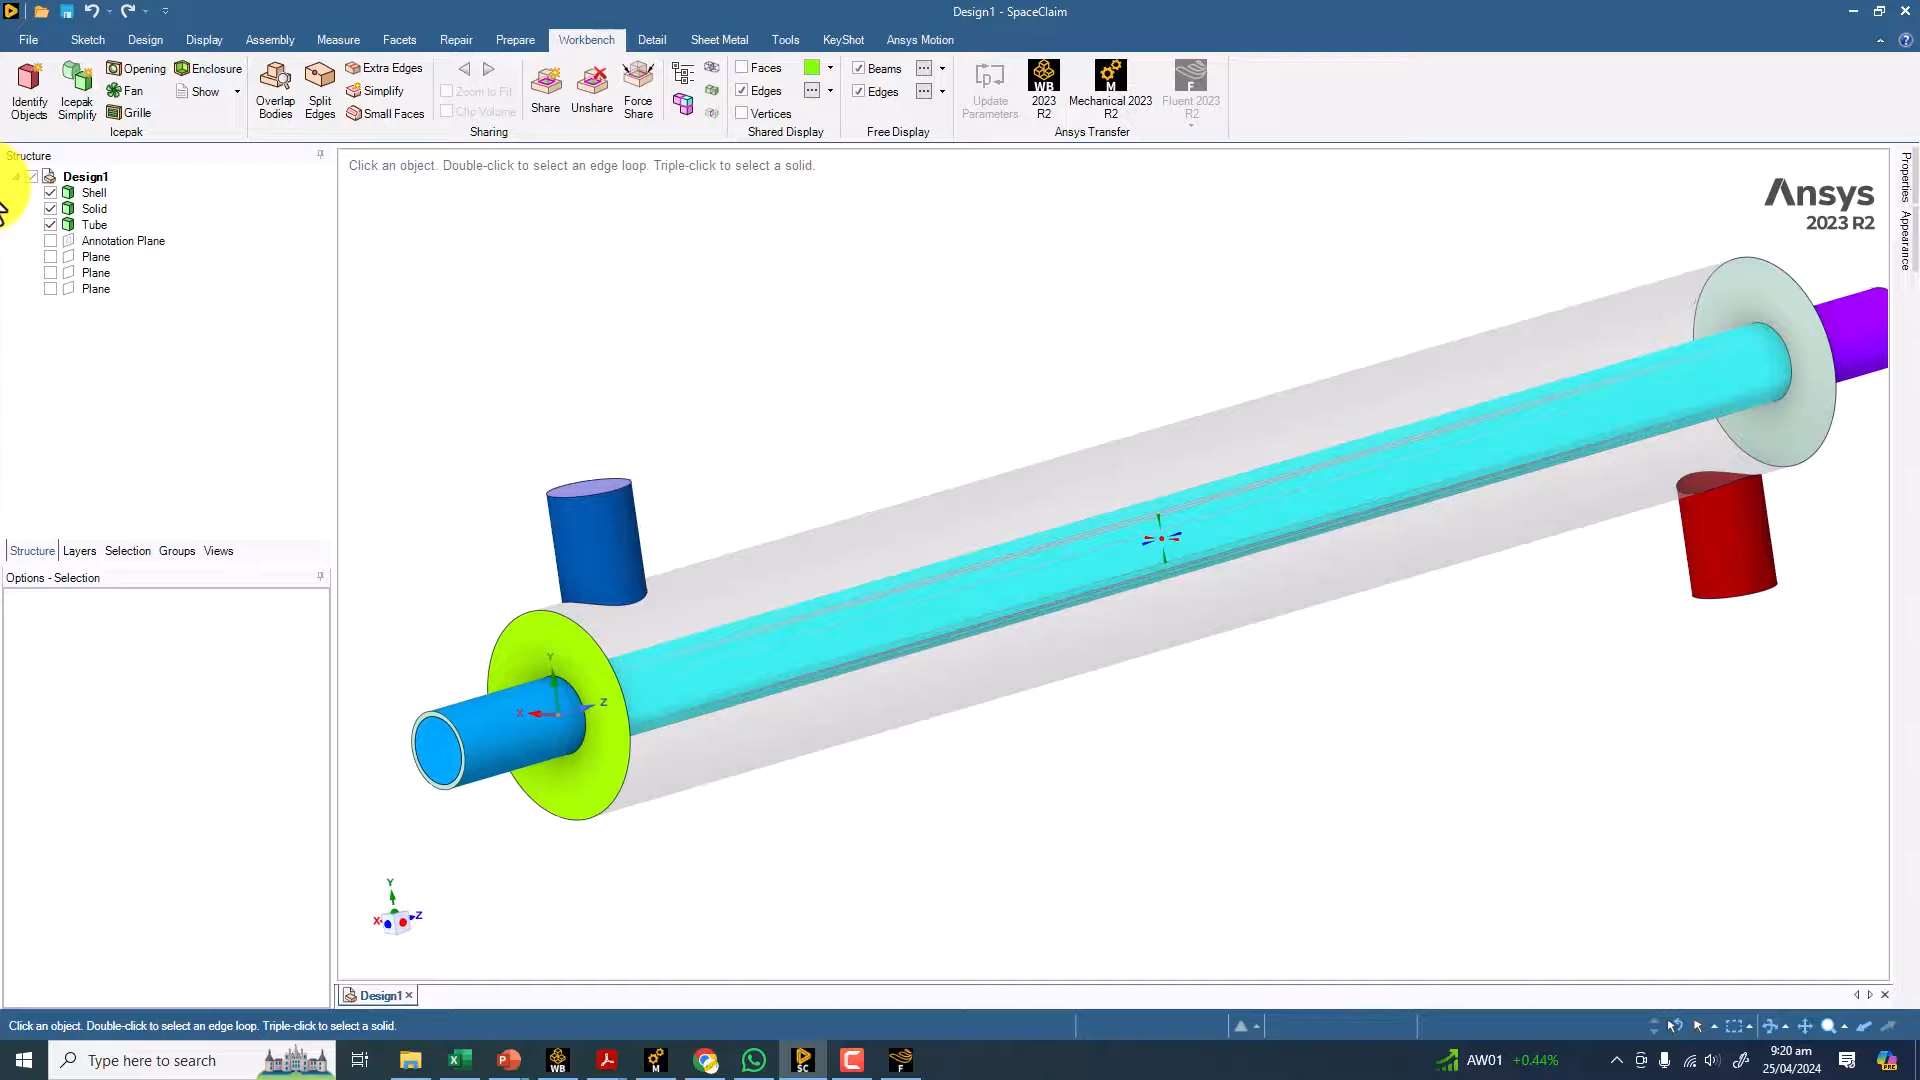 Design1 - SpaceClaim
File Sketch Design Display Assembly Measure Facets Repair Prepare Workbench Detail Sheet Metal Tools KeyShot Ansys Motion
Identify Objects
Icepak Simplify
Opening
Fan
Grille
Enclosure
Show
Icepak
Overlap Bodies
Split Edges
Extra Edges
Simplify
Small Faces
Zoom to Fit
Clip Volume
Share
Unshare
Force Share
Sharing
Faces
Edges
Vertices
Shared Display
Beams
Edges
Free Display
Update Parameters
WB
2023 R2
M
Mechanical 2023 R2
F
Fluent 2023 R2
Ansys Transfer
Structure
Design1
Shell
Solid
Tube
Annotation Plane
Plane
Plane
Plane
Structure Layers Selection Groups Views
Options - Selection
Click an object. Double-click to select an edge loop. Triple-click to select a solid.
Ansys
2023 R2
Properties
Appearance
Y
X
Z
Y
X
Z
Design1
Click an object. Double-click to select an edge loop. Triple-click to select a solid.
Type here to search
WB
M
SC
F
AW01 +0.44%
9:20 am
25/04/2024
PRE